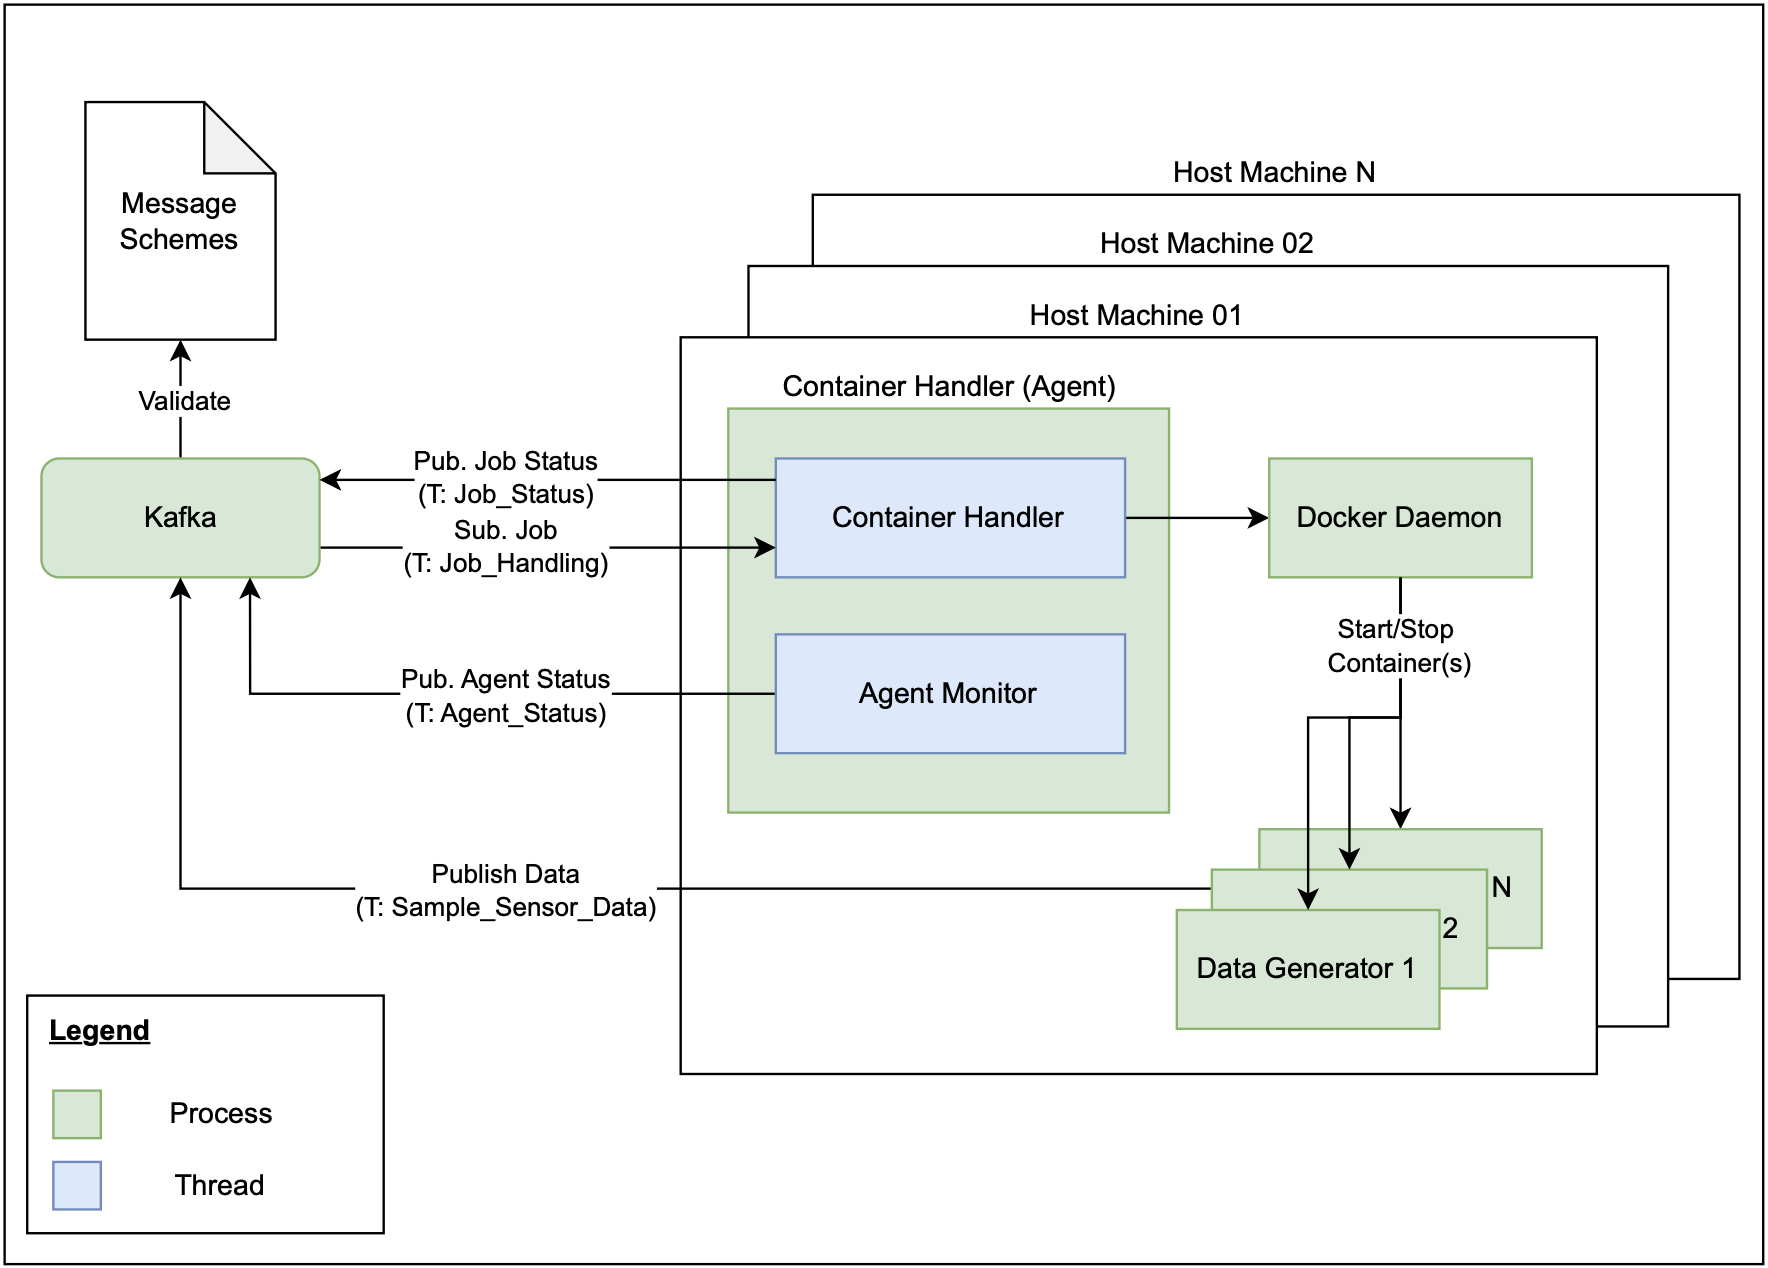 Host Machine N
Host Machine 02
Host Machine 01
Message
Schemes
Validate
Kafka
Pub. Job Status
(T: Job_Status)
Sub. Job
(T: Job_Handling)
Pub. Agent Status
(T: Agent_Status)
Publish Data
(T: Sample_Sensor_Data)
Container Handler (Agent)
Container Handler
Agent Monitor
Docker Daemon
Start/Stop
Container(s)
N
2
Data Generator 1
Legend
Process
Thread